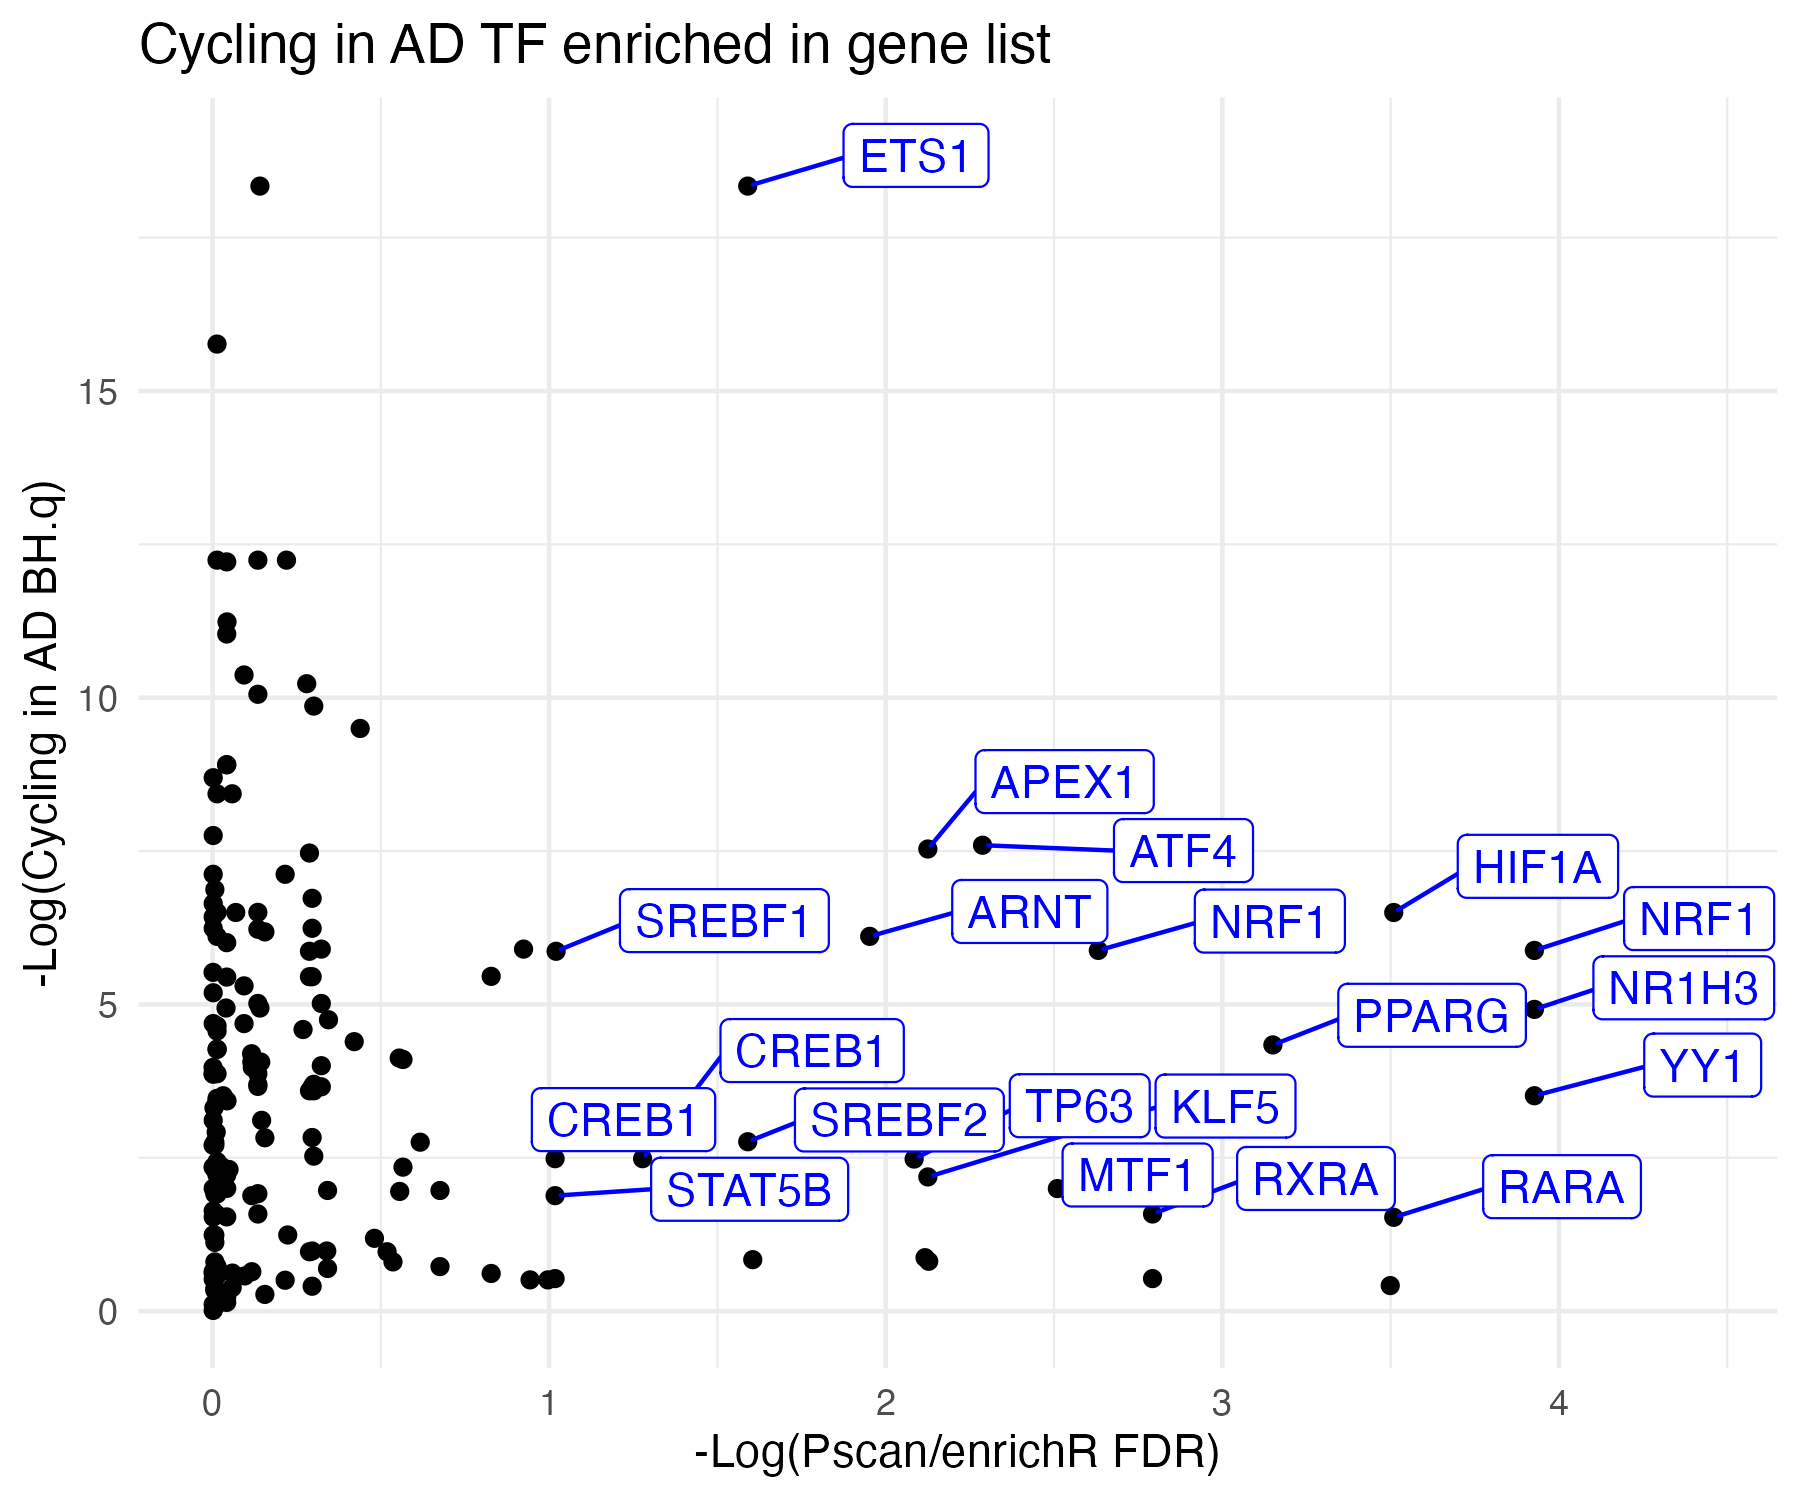 Cycling in AD TF enriched in gene list
ETS1
15
10
APEX1
ATF4
HIF1A
SREBF1
ARNT
NRF1
NRF1
NR1H3
5
PPARG
CREB1
YY1
CREB1
SREBF2
TP63
KLF5
STAT5B
MTF1
RXRA
RARA
0
-Log(Cycling in AD BH.q)
0 1 2 3 4
-Log(Pscan/enrichR FDR)